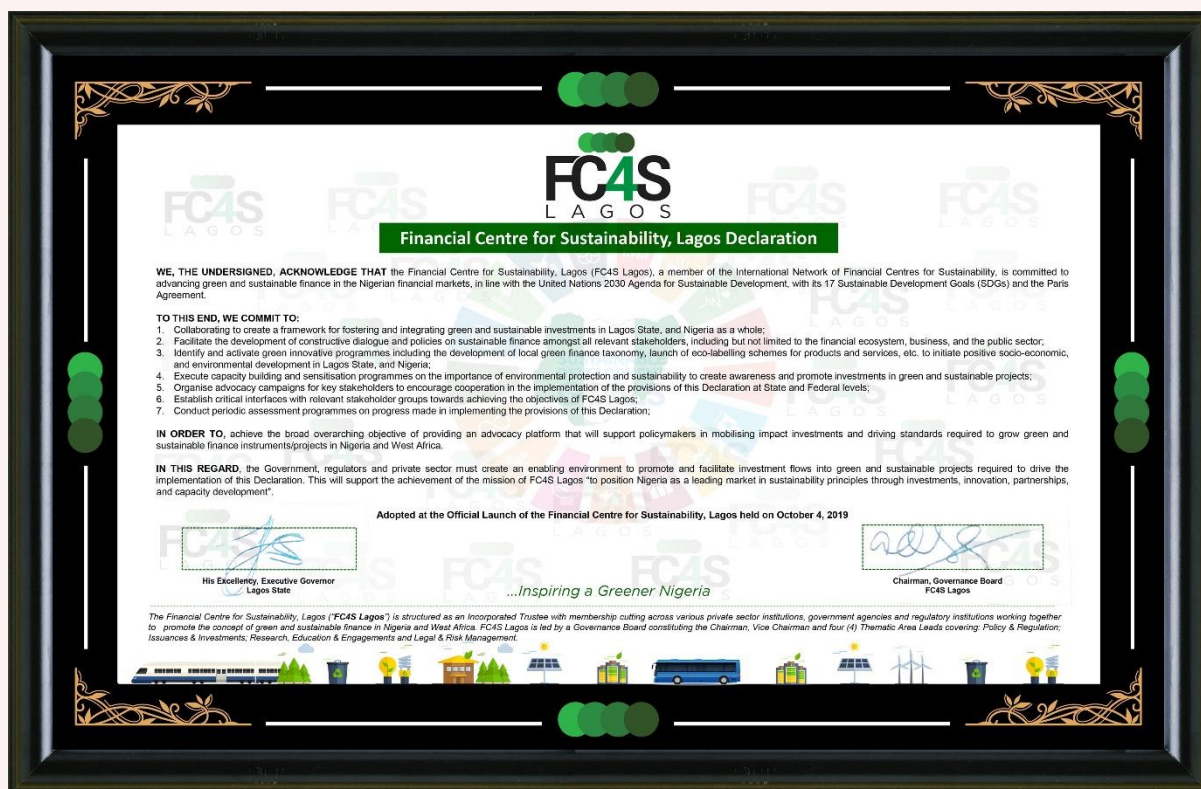 FC4S
LAGOS
Financial Centre for Sustainability, Lagos Declaration
WE, THE UNDERSIGNED, ACKNOWLEDGE THAT the Financial Centre for Sustainability, Lagos (FC4S Lagos), a member of the International Network of Financial Centres for Sustainability, is committed to
advancing green and sustainable finance in the Nigerian financial markets, in line with the United Nations 2030 Agenda for Sustainable Development, with its 17 Sustainable Development Goals (SDGs) and the Paris
Agreement.
TO THIS END, WE COMMIT TO:
1. Collaborating to create a framework for fostering and integrating green and sustainable investments in Lagos State, and Nigeria as a whole;
2. Facilitate the development of constructive dialogue and policies on sustainable finance amongst all relevant stakeholders, including but not limited to the financial ecosystem, business, and the public sector;
3. Identify and activate green innovative programmes including the development of local green finance taxonomy, launch of eco-labelling schemes for products and services, etc. to initiate positive socio-economic,
and environmental development in Lagos State, and Nigeria;
4. Execute capacity building and sensitisation programmes on the importance of environmental protection and sustainability to create awareness and promote investments in green and sustainable projects;
5. Organise advocacy campaigns for key stakeholders to encourage cooperation in the implementation of the provisions of this Declaration at State and Federal levels;
6. Establish critical interfaces with relevant stakeholder groups towards achieving the objectives of FC4S Lagos;
7. Conduct periodic assessment programmes on progress made in implementing the provisions of this Declaration;
IN ORDER TO, achieve the broad overarching objective of providing an advocacy platform that will support policymakers in mobilising impact investments and driving standards required to grow green and
sustainable finance instruments/projects in Nigeria and West Africa.
IN THIS REGARD, the Government, regulators and private sector must create an enabling environment to promote and facilitate investment flows into green and sustainable projects required to drive the
implementation of this Declaration. This will support the achievement of the mission of FC4S Lagos "to position Nigeria as a leading market in sustainability principles through investments, innovation, partnerships,
and capacity development".
Adopted at the Official Launch of the Financial Centre for Sustainability, Lagos held on October 4, 2019
His Excellency, Executive Governor
Lagos State
Chairman, Governance Board
FC4S Lagos
...Inspiring a Greener Nigeria
The Financial Centre for Sustainability, Lagos ("FC4S Lagos") is structured as an Incorporated Trustee with membership cutting across various private sector institutions, government agencies and regulatory institutions working together
to promote the concept of green and sustainable finance in Nigeria and West Africa. FC4S Lagos is led by a Governance Board constituting the Chairman, Vice Chairman and four (4) Thematic Area Leads covering: Policy & Regulation;
Issuances & Investments; Research, Education & Engagements and Legal & Risk Management.